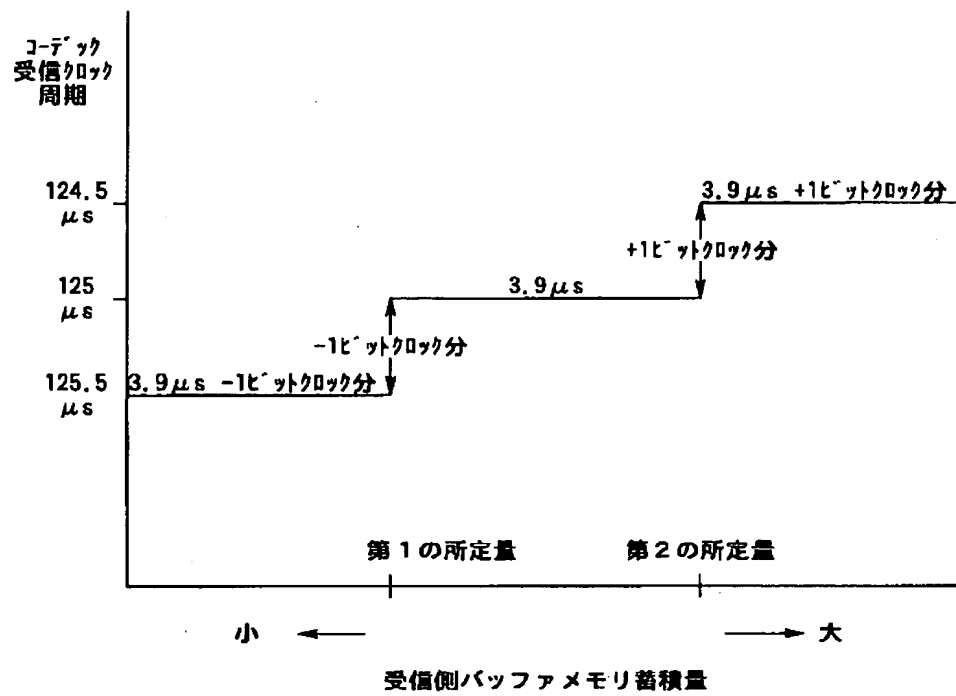 ｺｰﾃﾞｯｸ
受信ｸﾛｯｸ
周期
124.5
μs
3.9μs +1ﾋﾞｯﾄｸﾛｯｸ分
+1ﾋﾞｯﾄｸﾛｯｸ分
125
μs
3.9μs
-1ﾋﾞｯﾄｸﾛｯｸ分
125.5
μs
3.9μs -1ﾋﾞｯﾄｸﾛｯｸ分
第1の所定量
第2の所定量
小
大
受信側バッファメモリ蓄積量